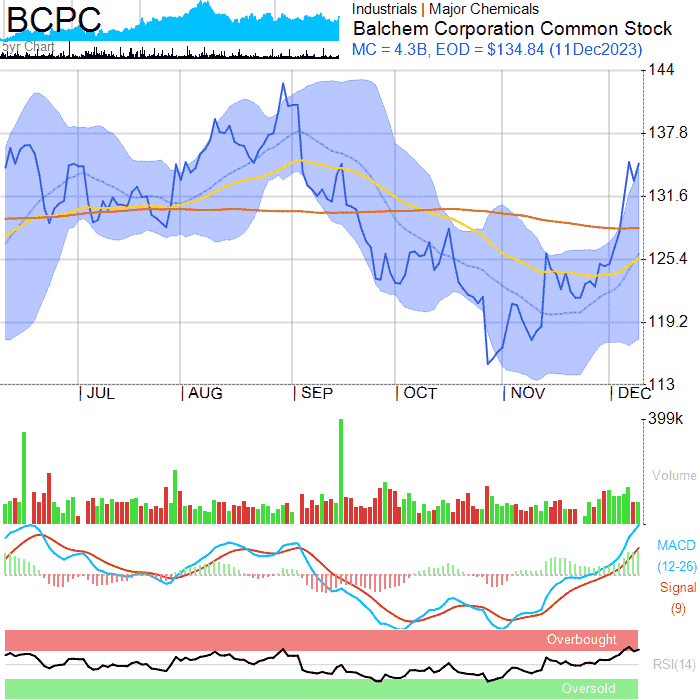 BCPC
5yr Chart
Industrials | Major Chemicals
Balchem Corporation Common Stock
MC = 4.3B, EOD = $134.84 (11Dec2023)
144
137.8
131.6
125.4
119.2
113
JUL
AUG
SEP
OCT
NOV
DEC
399k
Volume
MACD
(12-26)
Signal
(9)
Overbought
RSI(14)
Oversold